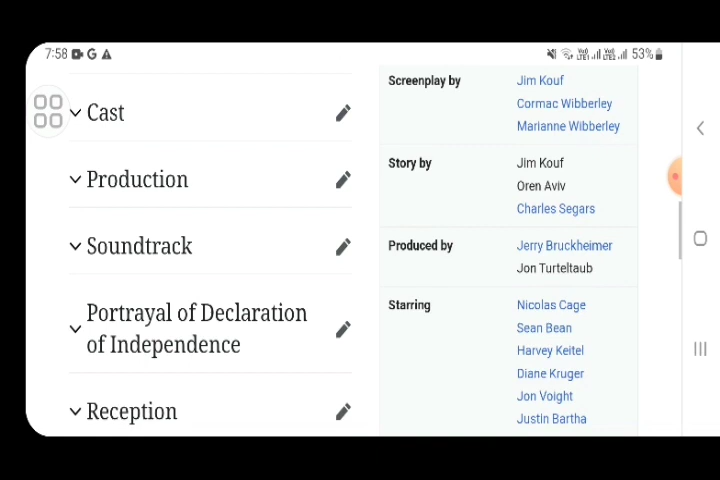 7:58 G 53%
Cast
Production
Soundtrack
Portrayal of Declaration
of Independence
Reception
Screenplay by Jim Kouf
Cormac Wibberley
Marianne Wibberley
Story by Jim Kouf
Oren Aviv
Charles Segars
Produced by Jerry Bruckheimer
Jon Turteltaub
Starring Nicolas Cage
Sean Bean
Harvey Keitel
Diane Kruger
Jon Voight
Justin Bartha